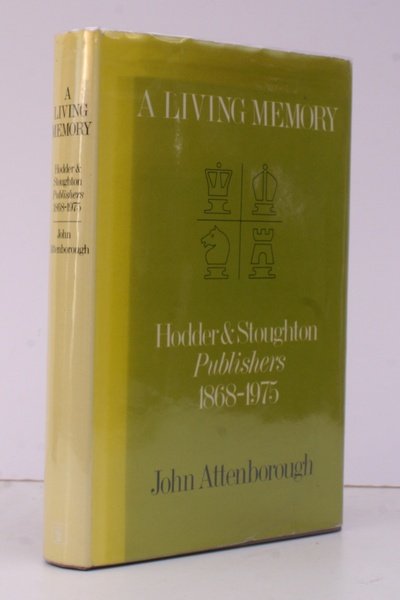 A
LIVING
MEMORY
Hodder &
Stoughton
Publishers
1868-1975
John
Attenborough
A LIVING MEMORY
Hodder & Stoughton
Publishers
1868-1975
John Attenborough